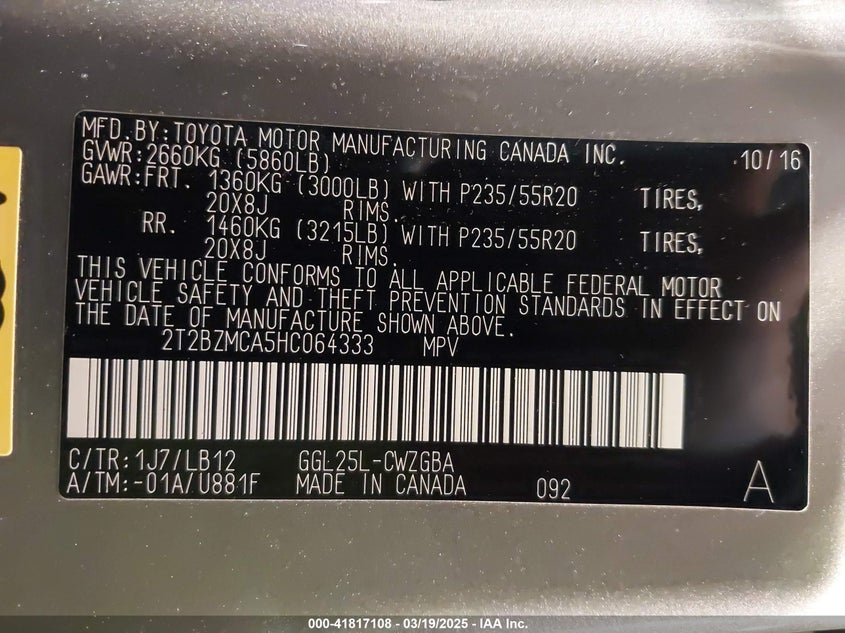 MFD.BY:TOYOTA MOTOR MANUFACTURING CANADA INC. 10/16
GVWR:2660KG (5860LB)
GAWR:FRT. 1360KG (3000LB) WITH P235/55R20 TIRES,
20X8J RIMS.
RR. 1460KG (3215LB) WITH P235/55R20 TIRES,
20X8J RIMS.
THIS VEHICLE CONFORMS TO ALL APPLICABLE FEDERAL MOTOR
VEHICLE SAFETY AND THEFT PREVENTION STANDARDS IN EFFECT ON
THE DATE OF MANUFACTURE SHOWN ABOVE.
2T2BZMCA5HC064333 MPV
C/TR:1J7/LB12 GGL25L-CWZGBA
A/TM:-01A/U881F MADE IN CANADA 092 A
000-41817108 - 03/19/2025 - IAA Inc.